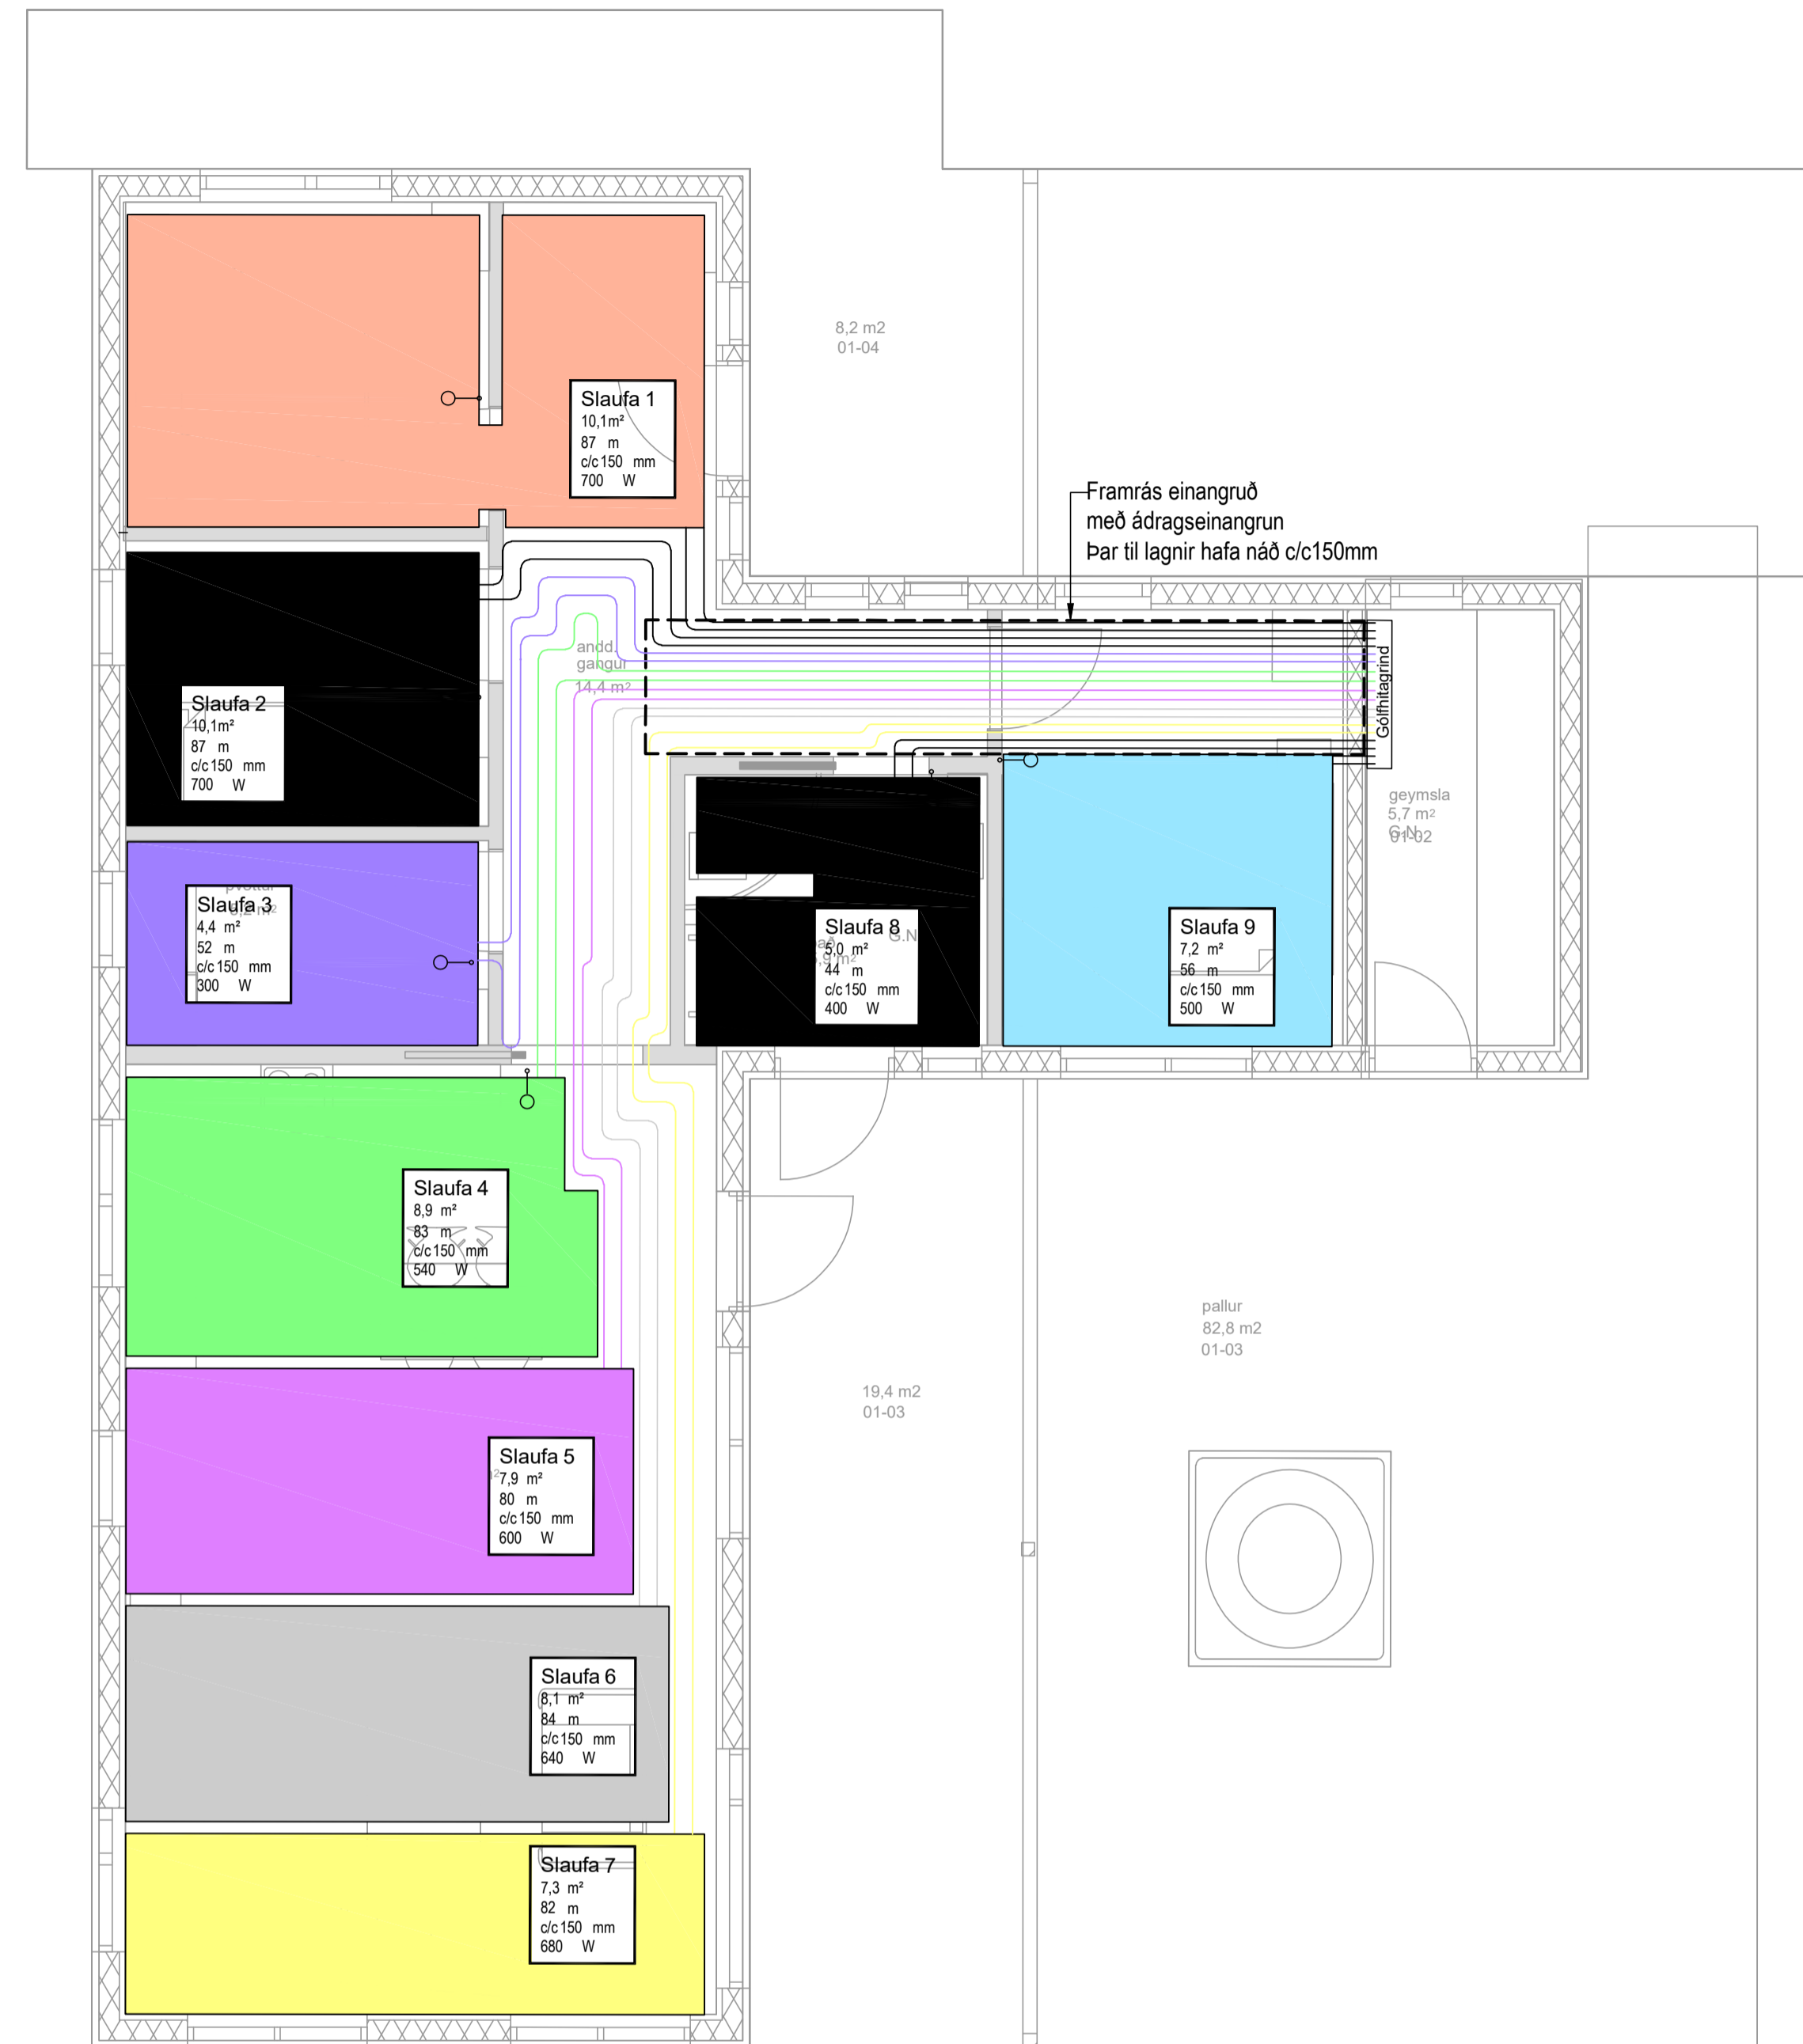 8,2 m2
01-04
Slaufa 1
10,1m²
87 m
c/c 150 mm
700 W
Framrás einangruð
með ádragseinangrun
Þar til lagnir hafa náð c/c150mm
andd.
gangur
14,4 m²
Gólfhitagrind
Slaufa 2
10,1m²
87 m
c/c 150 mm
700 W
geymsla
5,7 m²
G.N.
01-02
þvottur
5,2 m²
Slaufa 3
4,4 m²
52 m
c/c 150 mm
300 W
G.N
bað
Slaufa 8
5,0 m²
44 m
c/c 150 mm
400 W
Slaufa 9
7,2 m²
56 m
c/c 150 mm
500 W
Slaufa 4
8,9 m²
83 m
c/c 150 mm
540 W
pallur
82,8 m2
01-03
19,4 m2
01-03
Slaufa 5
7,9 m²
80 m
c/c 150 mm
600 W
Slaufa 6
8,1 m²
84 m
c/c 150 mm
640 W
Slaufa 7
7,3 m²
82 m
c/c 150 mm
680 W